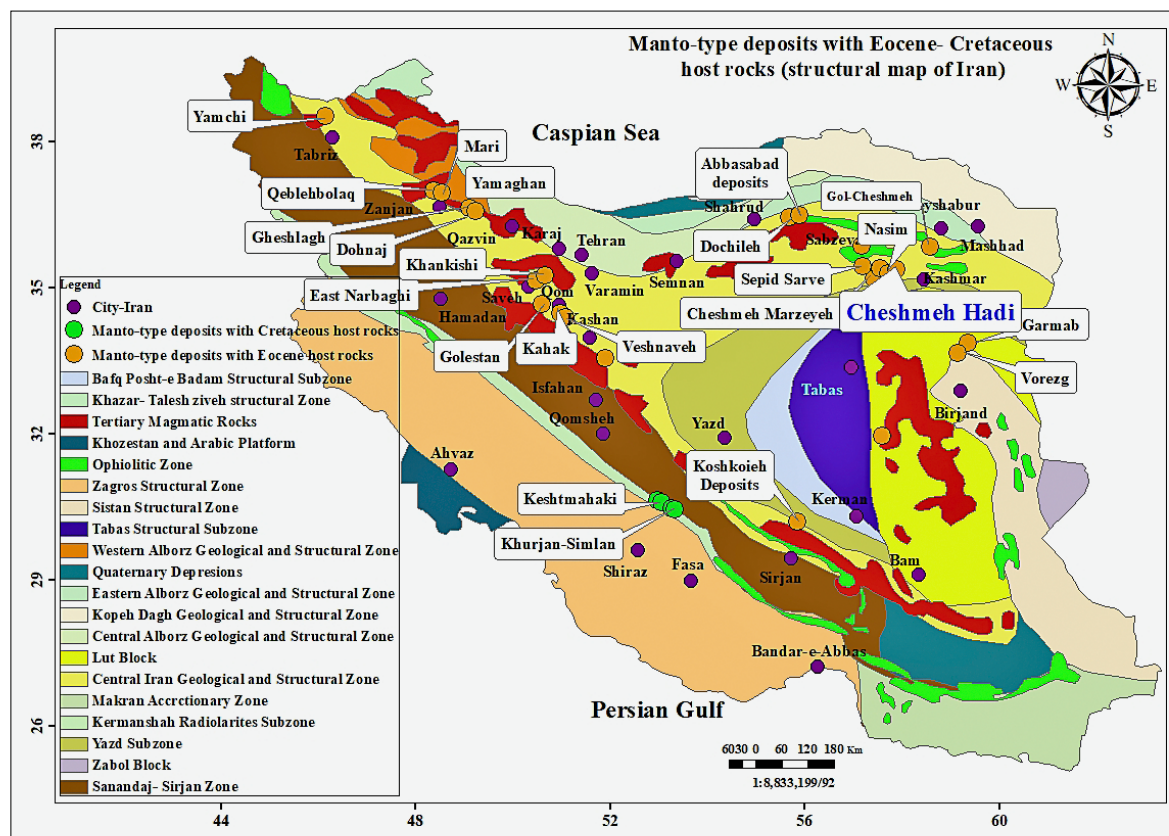 Manto-type deposits with Eocene- Cretaceous
host rocks (structural map of Iran)
N
W
E
S
38
35
32
29
26
44
48
52
56
60
Caspian Sea
Persian Gulf
Yamchi
Tabriz
Mari
Qeblehbolaq
Yamaghan
Zanjan
Gheshlagh
Dohnaj
Qazvin
Karaj
Tehran
Khankishi
Varamin
Semnan
East Narbaghi
Saveh
Qom
Hamadan
Kashan
Golestan
Kahak
Veshnaveh
Abbasabad
deposits
Shahrud
Dochileh
Gol-Cheshmeh
yshabur
Sabzev
Nasim
Mashhad
Sepid Sarve
Kashmar
Cheshmeh Marzeyeh
Cheshmeh Hadi
Garmab
Vorezg
Isfahan
Qomsheh
Yazd
Tabas
Birjand
Ahvaz
Koshkoieh
Deposits
Keshtmahaki
Kerman
Khurjan-Simlan
Shiraz
Fasa
Sirjan
Bam
Bandar-e-Abbas
Legend
City-Iran
Manto-type deposits with Cretaceous host rocks
Manto-type deposits with Eocene host rocks
Bafq Posht-e Badam Structural Subzone
Khazar- Talesh ziveh structural Zone
Tertiary Magmatic Rocks
Khozestan and Arabic Platform
Ophiolitic Zone
Zagros Structural Zone
Sistan Structural Zone
Tabas Structural Subzone
Western Alborz Geological and Structural Zone
Quaternary Depresions
Eastern Alborz Geological and Structural Zone
Kopeh Dagh Geological and Structural Zone
Central Alborz Geological and Structural Zone
Lut Block
Central Iran Geological and Structural Zone
Makran Accrctionary Zone
Kermanshah Radiolarites Subzone
Yazd Subzone
Zabol Block
Sanandaj- Sirjan Zone
6030 0 60 120 180 Km
1:8,833,199/92